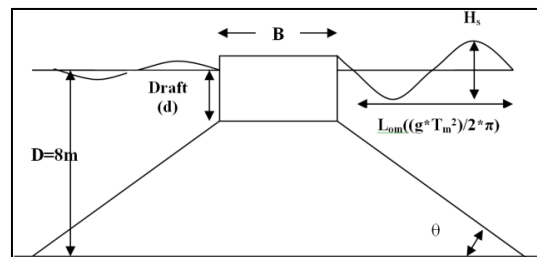 Hs
B
Draft
(d)
Lom((g*Tm²)/2*π)
D=8m
θ